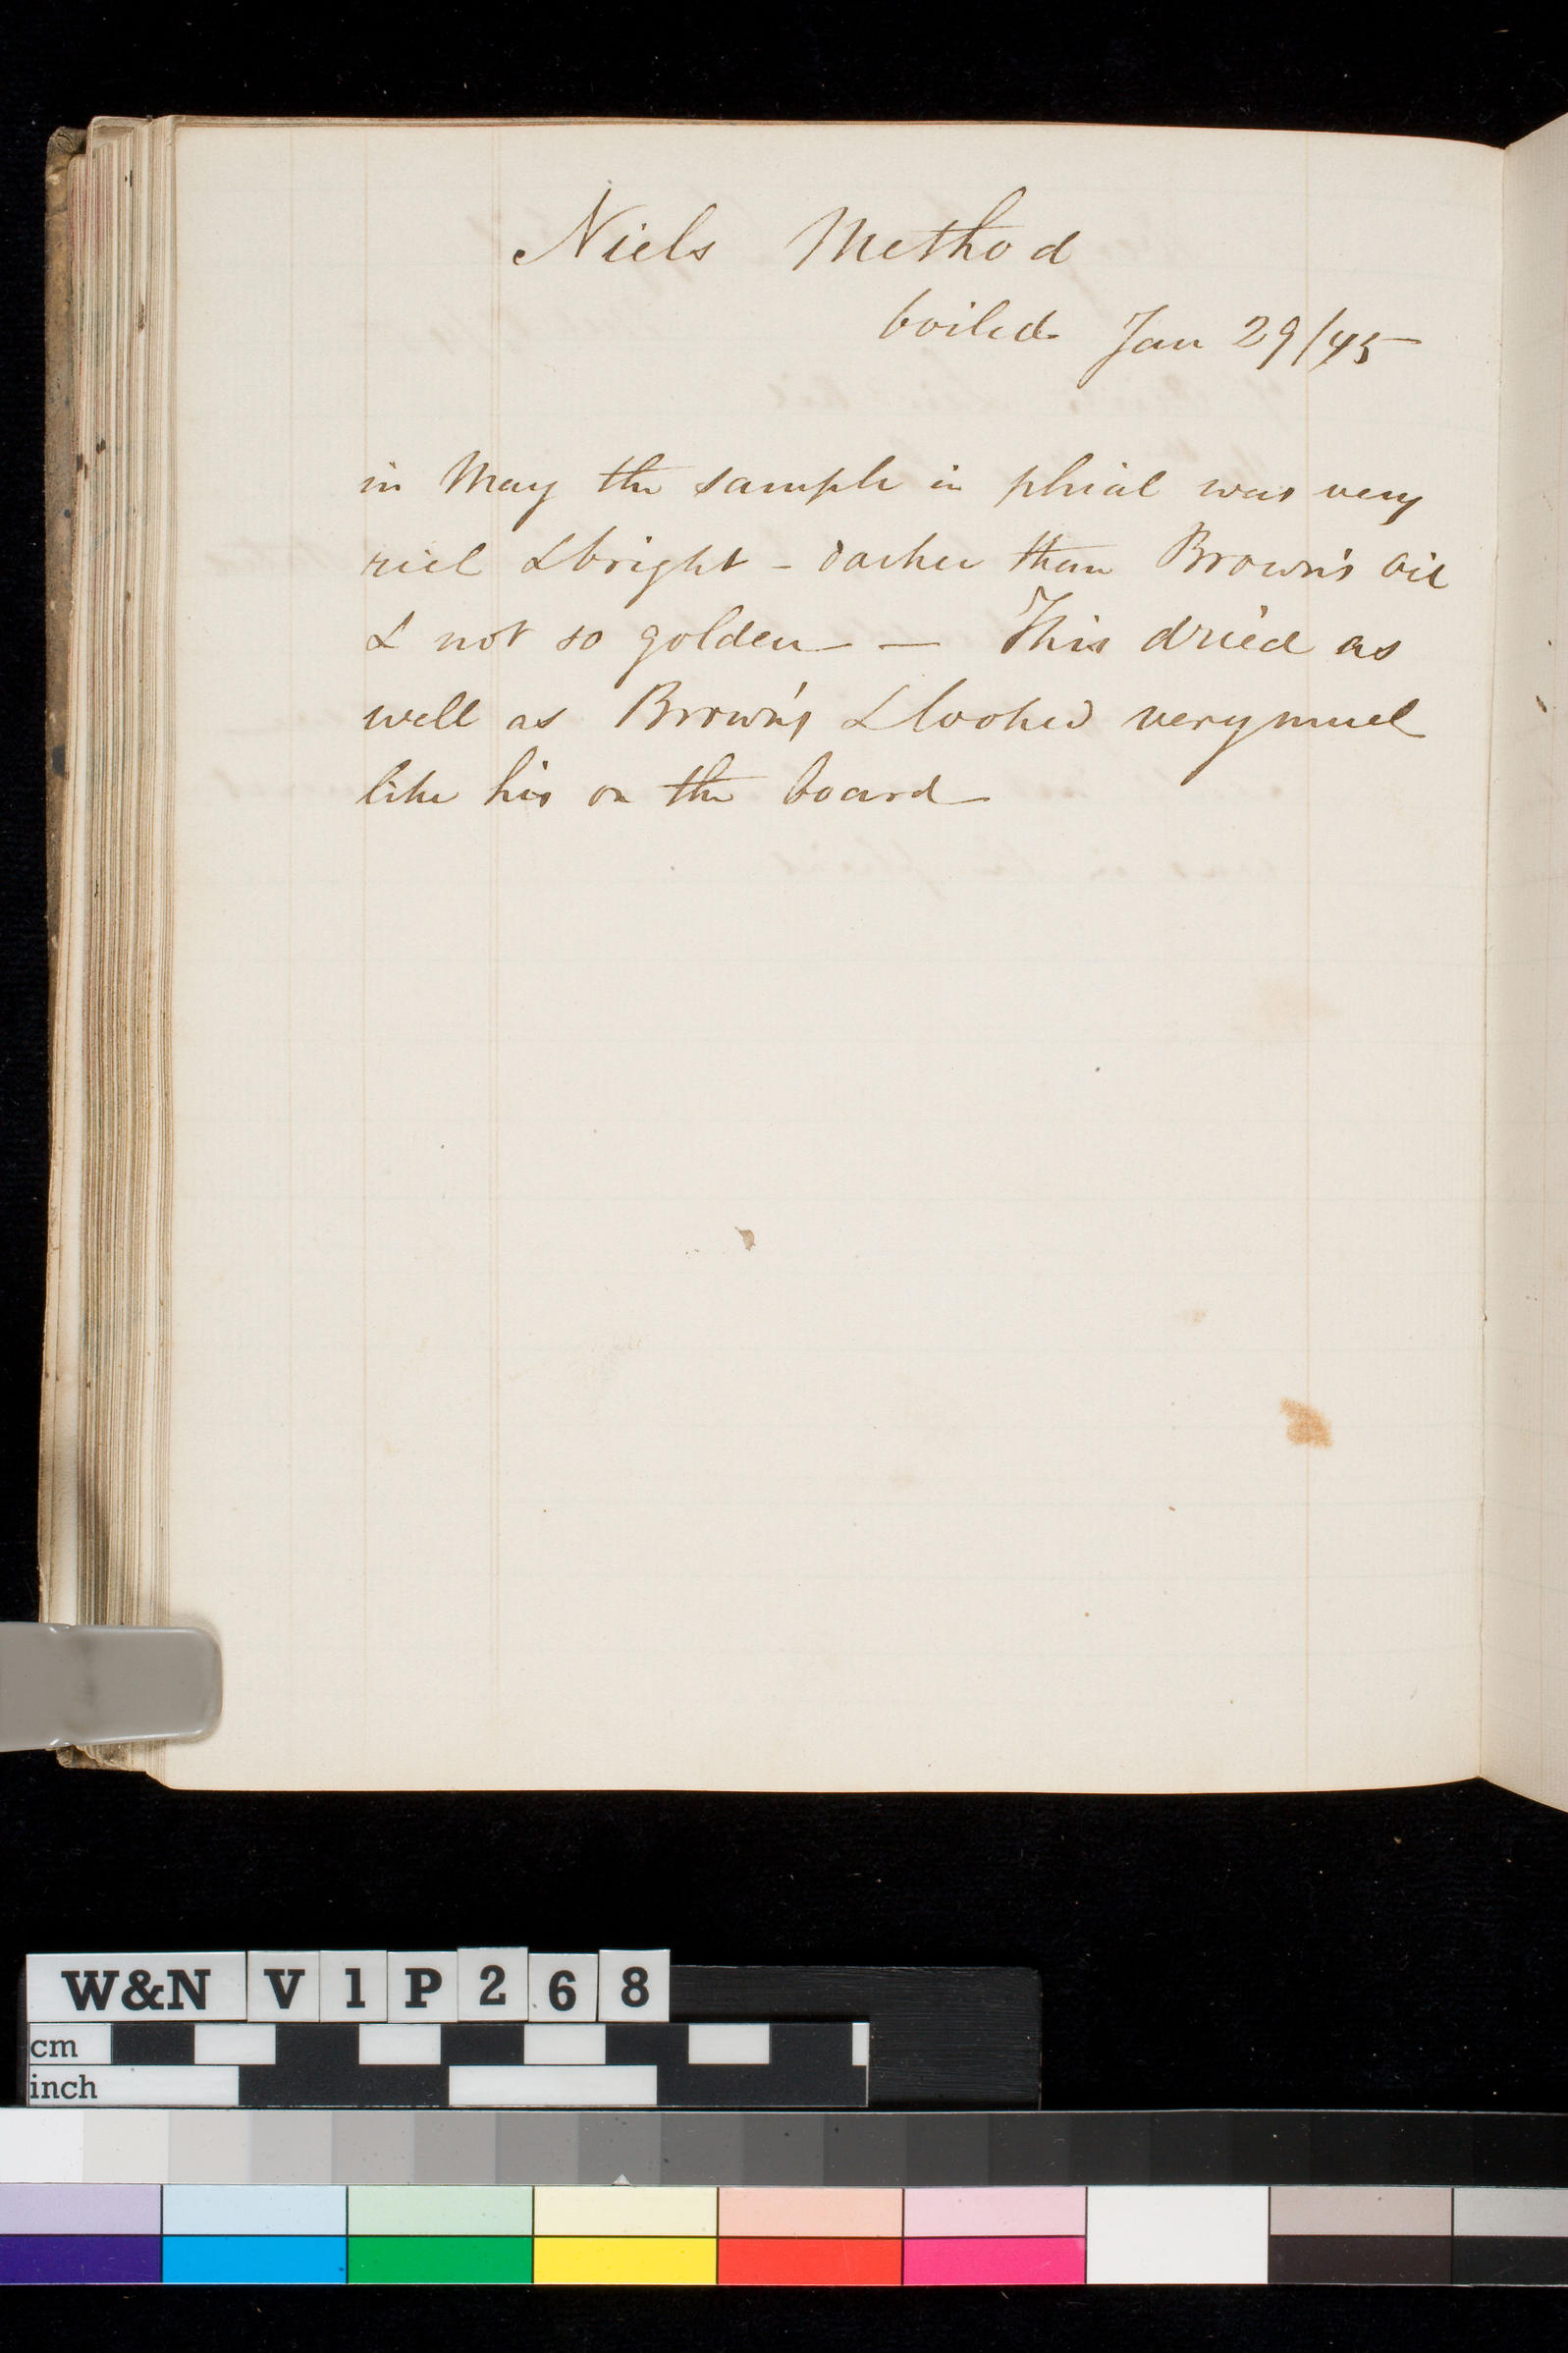 Niels Method
boiled Jan 29/45
in May the sample in phial was very
rich & bright - darker than Brown's oil
& not so golden — This dried as
well as Brown's & looked very much
like his on the board
W&N V1P268
cm
inch